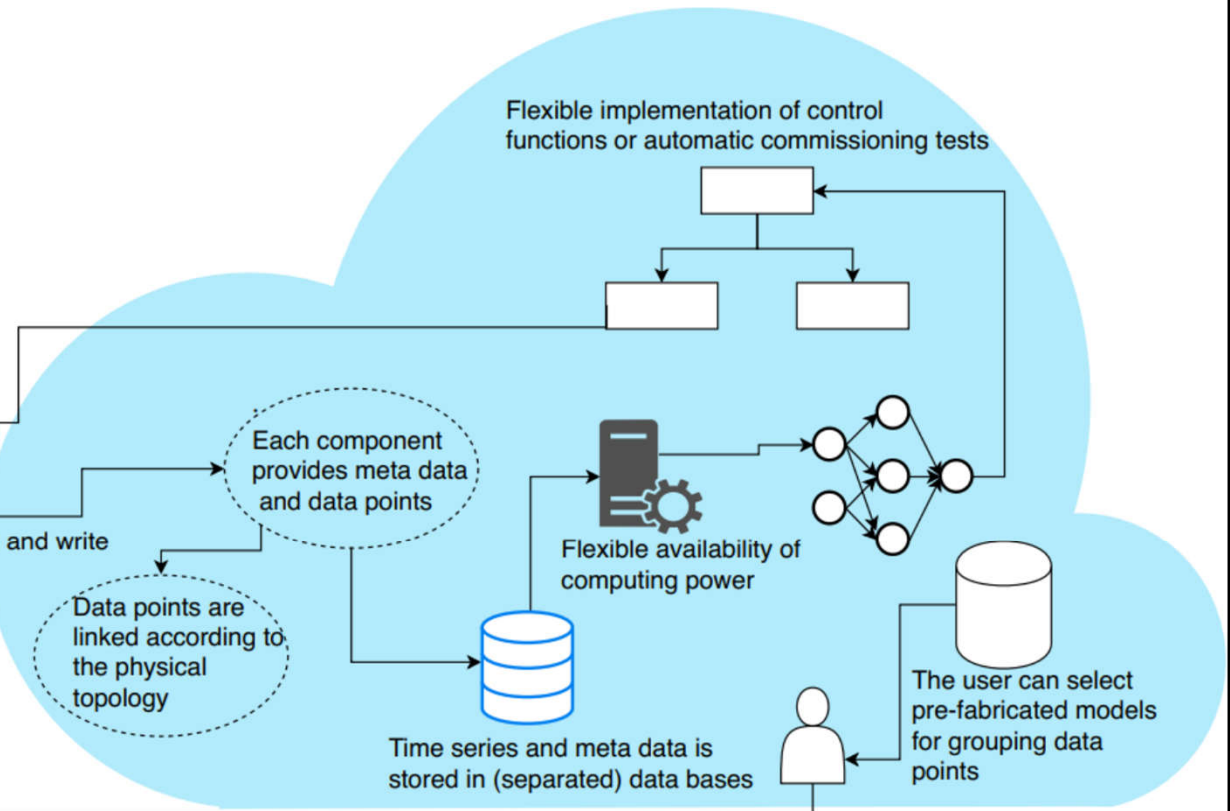 Flexible implementation of control
functions or automatic commissioning tests
Each component
provides meta data
and data points
and write
Flexible availability of
computing power
Data points are
linked according to
the physical
topology
The user can select
pre-fabricated models
for grouping data
points
Time series and meta data is
stored in (separated) data bases